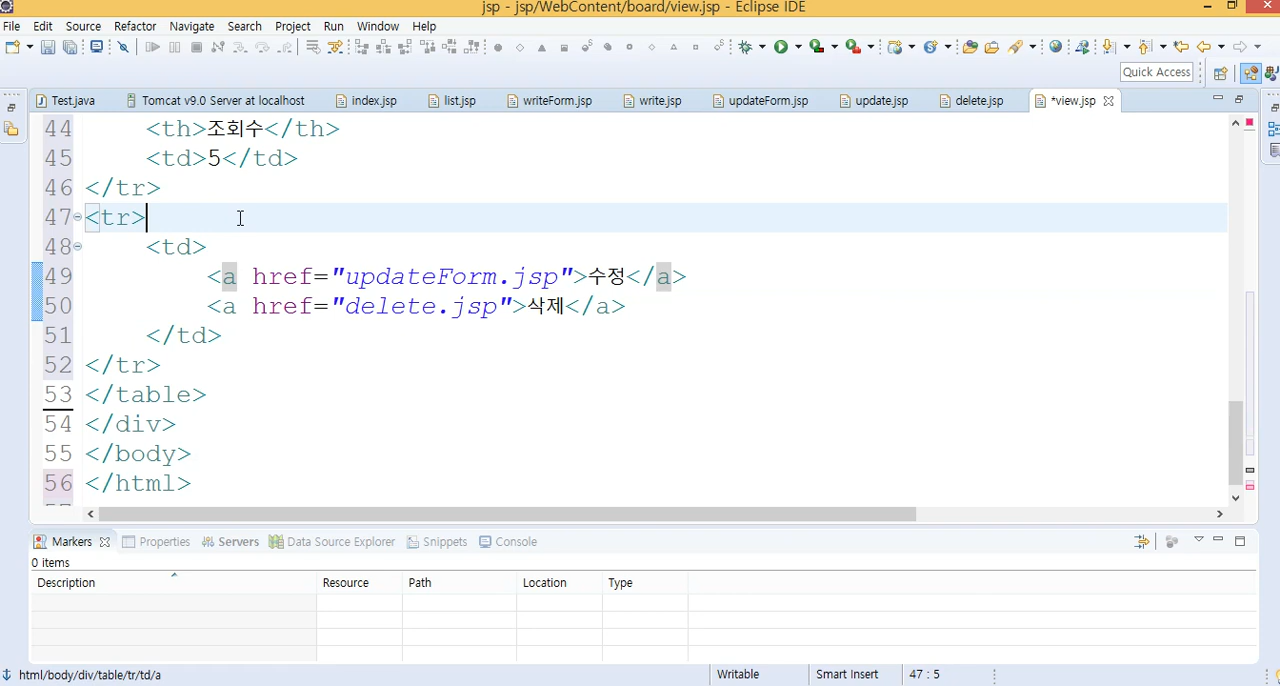 jsp - jsp/WebContent/board/view.jsp - Eclipse IDE
File Edit Source Refactor Navigate Search Project Run Window Help
Quick Access
Test.java Tomcat v9.0 Server at localhost index.jsp list.jsp writeForm.jsp write.jsp updateForm.jsp update.jsp delete.jsp *view.jsp
44 <th>조회수</th>
45 <td>5</td>
46 </tr>
47 <tr>
48 <td>
49 <a href="updateForm.jsp">수정</a>
50 <a href="delete.jsp">삭제</a>
51 </td>
52 </tr>
53 </table>
54 </div>
55 </body>
56 </html>
Markers Properties Servers Data Source Explorer Snippets Console
0 items
Description Resource Path Location Type
html/body/div/table/tr/td/a Writable Smart Insert 47 : 5